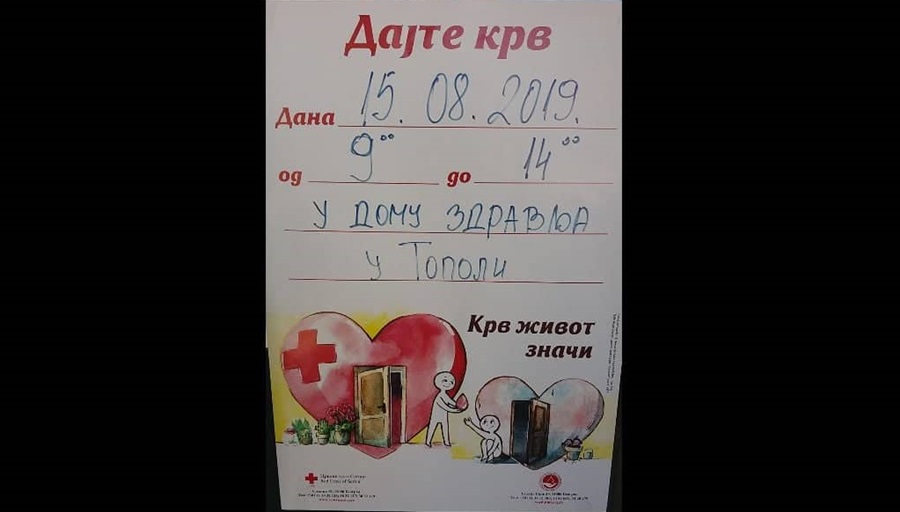 Дајте крв
Дана 15. 08. 2019.
од 9⁰⁰ до 14⁰⁰
У ДОМУ ЗДРАВЉА
У ТОПОЛИ
Крв живот
значи